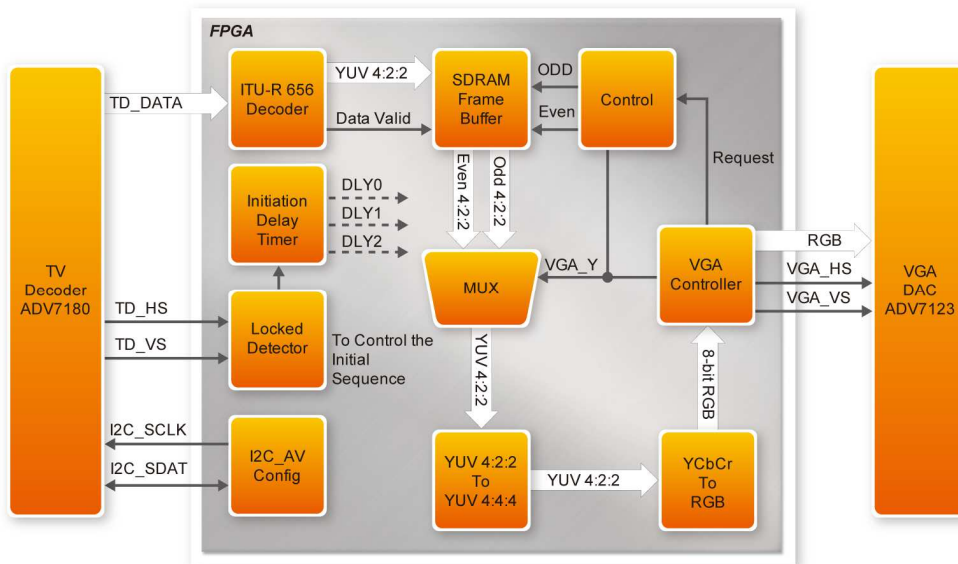 FPGA
TV
Decoder
ADV7180
TD_DATA
ITU-R 656
Decoder
YUV 4:2:2
Data Valid
SDRAM
Frame
Buffer
ODD
Even
Control
Request
Initiation
Delay
Timer
DLY0
DLY1
DLY2
Even 4:2:2
Odd 4:2:2
MUX
VGA_Y
VGA
Controller
RGB
VGA_HS
VGA_VS
VGA
DAC
ADV7123
TD_HS
TD_VS
Locked
Detector
To Control the
Initial
Sequence
YUV 4:2:2
8-bit RGB
I2C_SCLK
I2C_SDAT
I2C_AV
Config
YUV 4:2:2
To
YUV 4:4:4
YUV 4:2:2
YCbCr
To
RGB